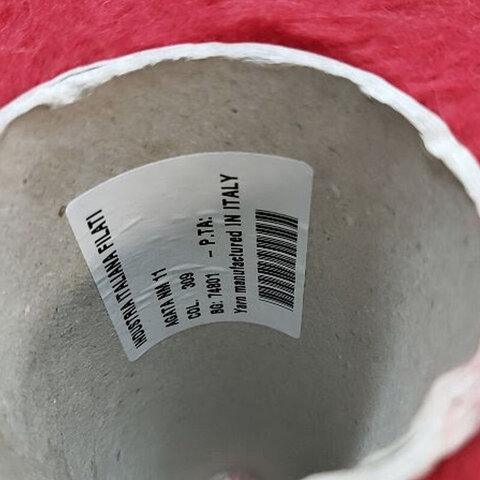 INDUSTRIA ITALIANA FILATI
AGATA NM 11
COL. 309
BG: 74801 - P.TA:
Yarn manufactured IN ITALY